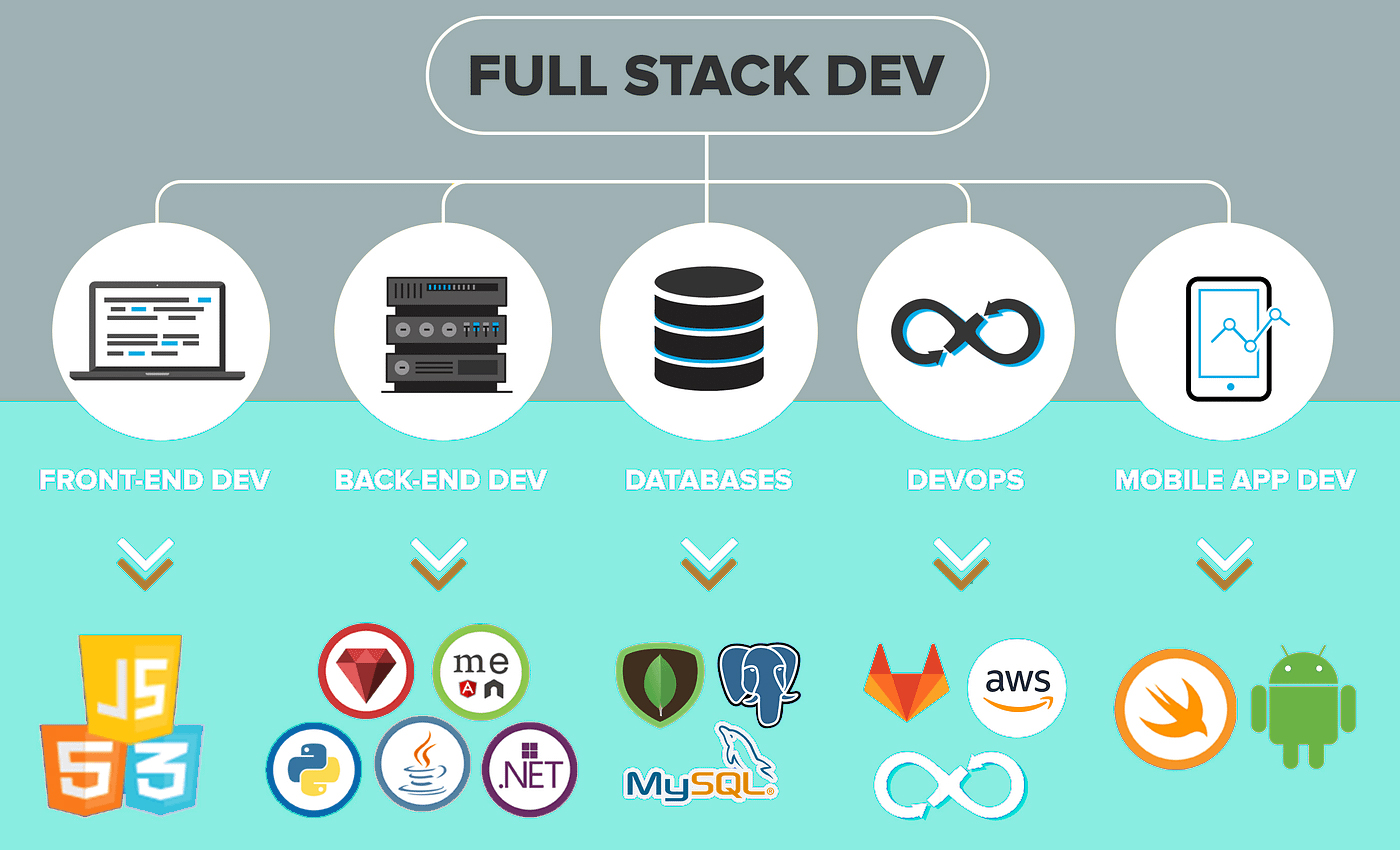 FULL STACK DEV
FRONT-END DEV
BACK-END DEV
DATABASES
DEVOPS
MOBILE APP DEV
JS
5
3
me
A n
.NET
MySQL®
aws